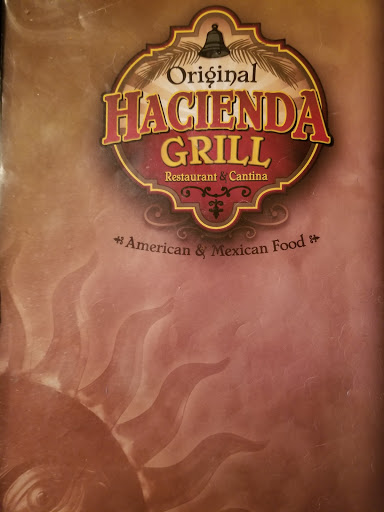 Original
HACIENDA
GRILL
Restaurant & Cantina
American & Mexican Food